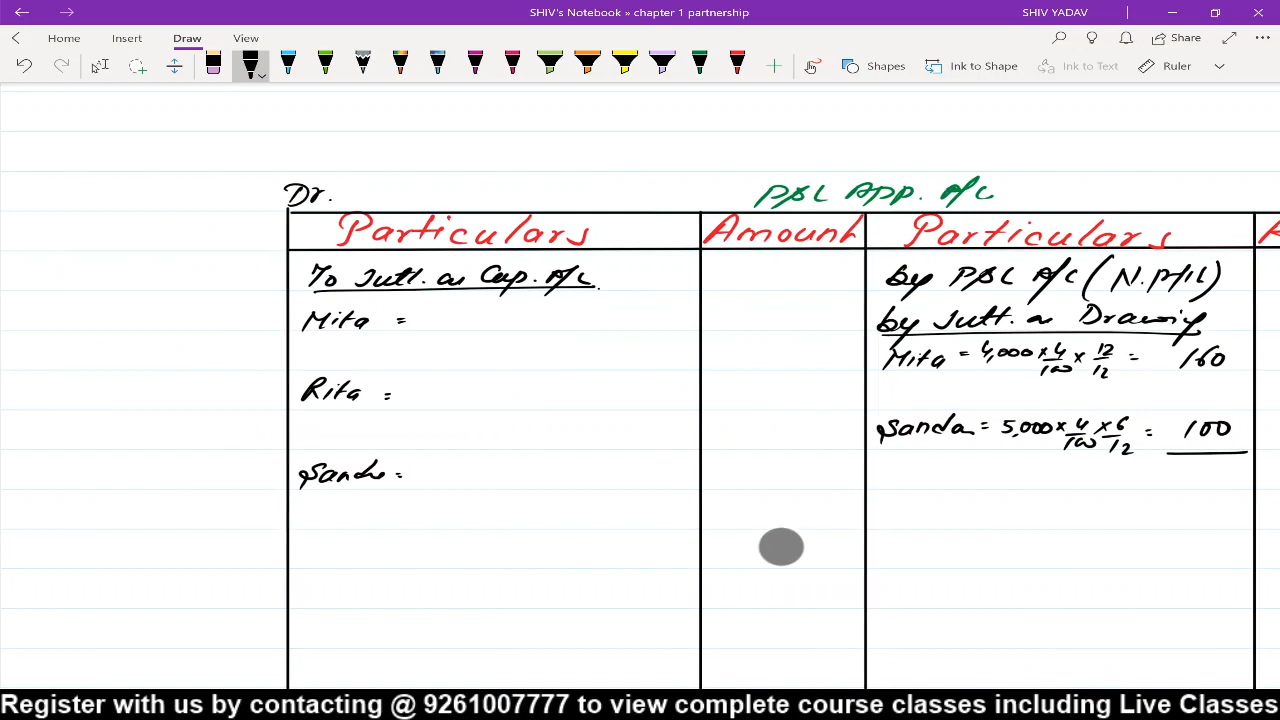 SHIV's Notebook » chapter 1 partnership
SHIV YADAV
Home Insert Draw View
Share
Shapes Ink to Shape Ink to Text Ruler
Dr. P&L APP. A/C
Particulars Amount Particulars A
To Intt. on Cap. A/C
by P&L A/C (N.P/IL)
by Intt. on Drawing
Mita =
Mita = 4,000 × 4/100 × 12/12 = 160
Rita =
Sanda = 5,000 × 4/100 × 6/12 = 100
=
Register with us by contacting @ 9261007777 to view complete course classes including Live Classes